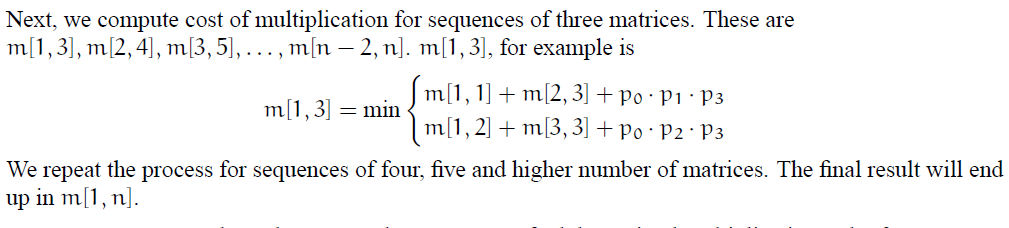 Next, we compute cost of multiplication for sequences of three matrices. These are
m[1, 3], m[2, 4], m[3, 5], . . . , m[n − 2, n]. m[1, 3], for example is
m[1, 1] + m[2, 3] + p₀ · p₁ · p₃
m[1, 3] = min {
m[1, 2] + m[3, 3] + p₀ · p₂ · p₃
We repeat the process for sequences of four, five and higher number of matrices. The final result will end
up in m[1, n].